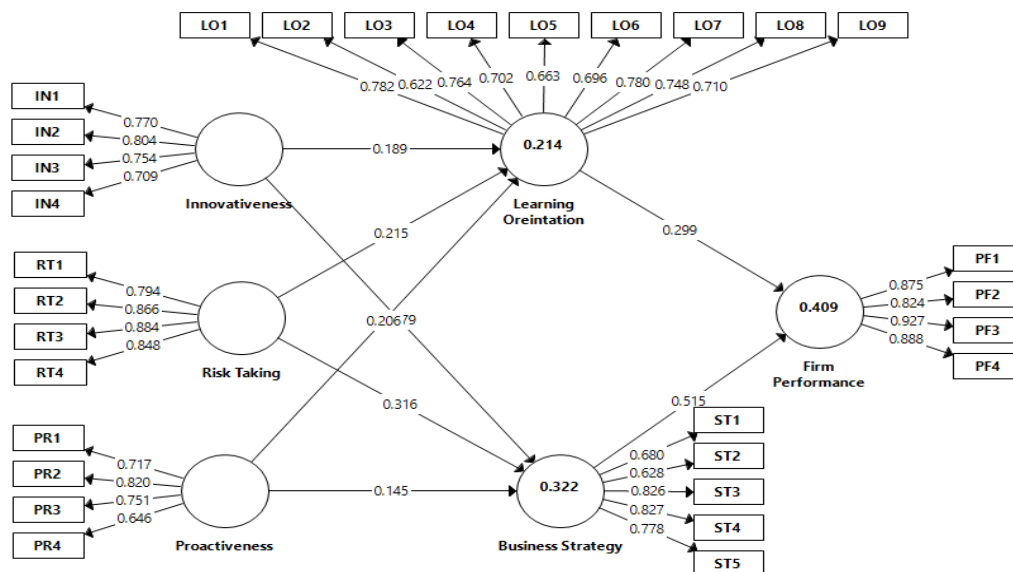 LO1 LO2 LO3 LO4 LO5 LO6 LO7 LO8 LO9
0.782 0.622 0.764 0.702 0.663 0.696 0.780 0.748 0.710
IN1
IN2
IN3
IN4
0.770
0.804
0.754
0.709
Innovativeness
0.189
0.214
Learning
Oreintation
0.215
0.299
RT1
RT2
RT3
RT4
0.794
0.866
0.884
0.848
Risk Taking
0.206
0.316
0.409
Firm
Performance
PF1
PF2
PF3
PF4
0.875
0.824
0.927
0.888
0.515
PR1
PR2
PR3
PR4
0.717
0.820
0.751
0.646
Proactiveness
0.145
0.322
Business Strategy
ST1
ST2
ST3
ST4
ST5
0.680
0.628
0.826
0.827
0.778